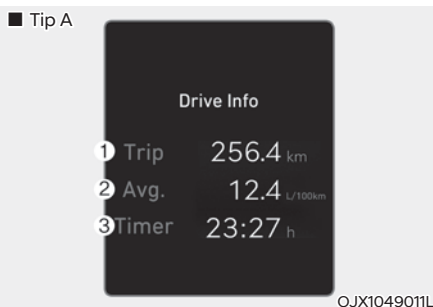 ■ Tip A
Drive Info
① Trip 256.4 km
② Avg. 12.4 L/100km
③ Timer 23:27 h
OJX1049011L